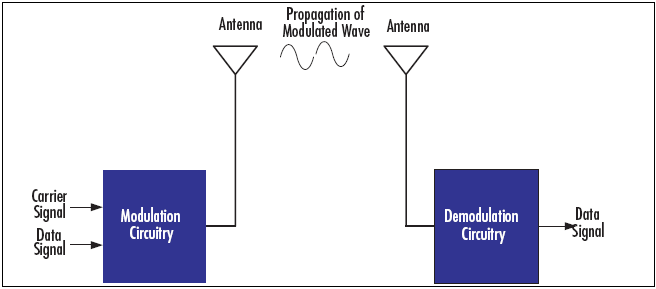 Antenna
Propagation of
Modulated Wave
Antenna
Carrier
Signal
Data
Signal
Modulation
Circuitry
Demodulation
Circuitry
Data
Signal